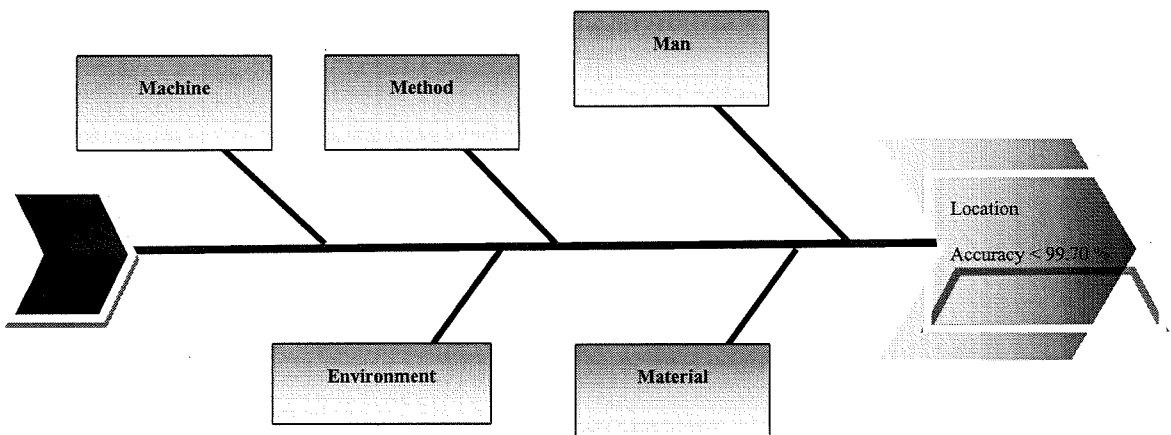 Man
Machine
Method
Location
Accuracy < 99.70 %
Environment
Material